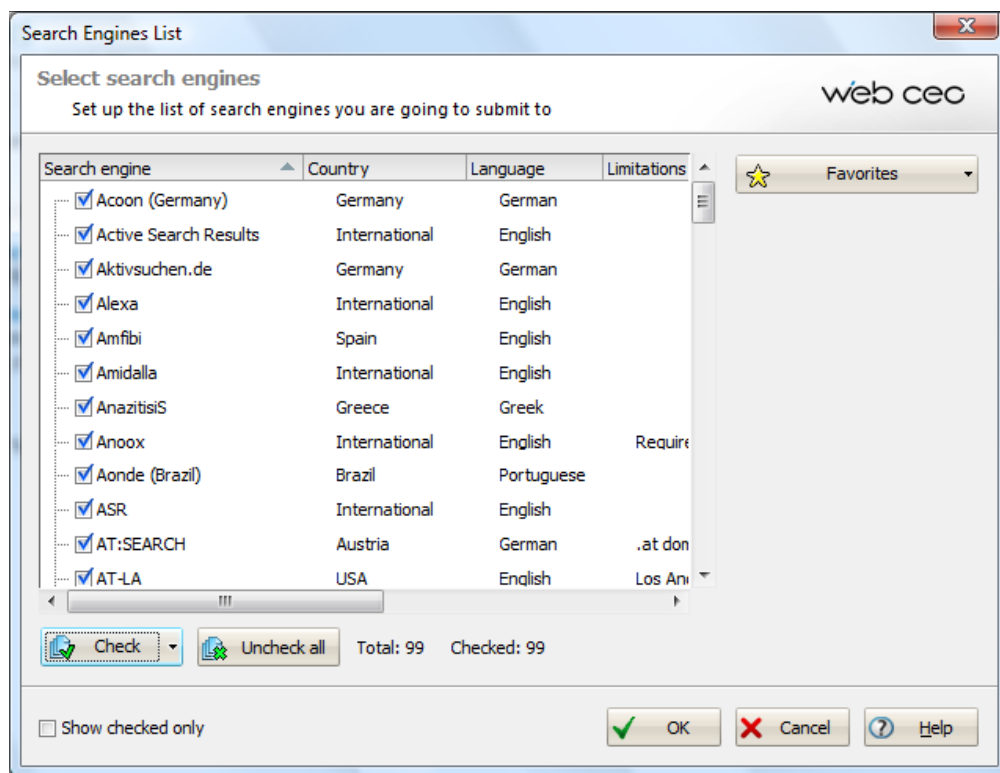 Search Engines List
Select search engines
Set up the list of search engines you are going to submit to
web ceo
Search engine Country Language Limitations
Favorites
Acoon (Germany) Germany German
Active Search Results International English
Aktivsuchen.de Germany German
Alexa International English
Amfibi Spain English
Amidalla International English
AnazitisiS Greece Greek
Anoox International English Require
Aonde (Brazil) Brazil Portuguese
ASR International English
AT:SEARCH Austria German .at dom
AT-LA USA English Los An
Check Uncheck all Total: 99 Checked: 99
Show checked only OK Cancel Help